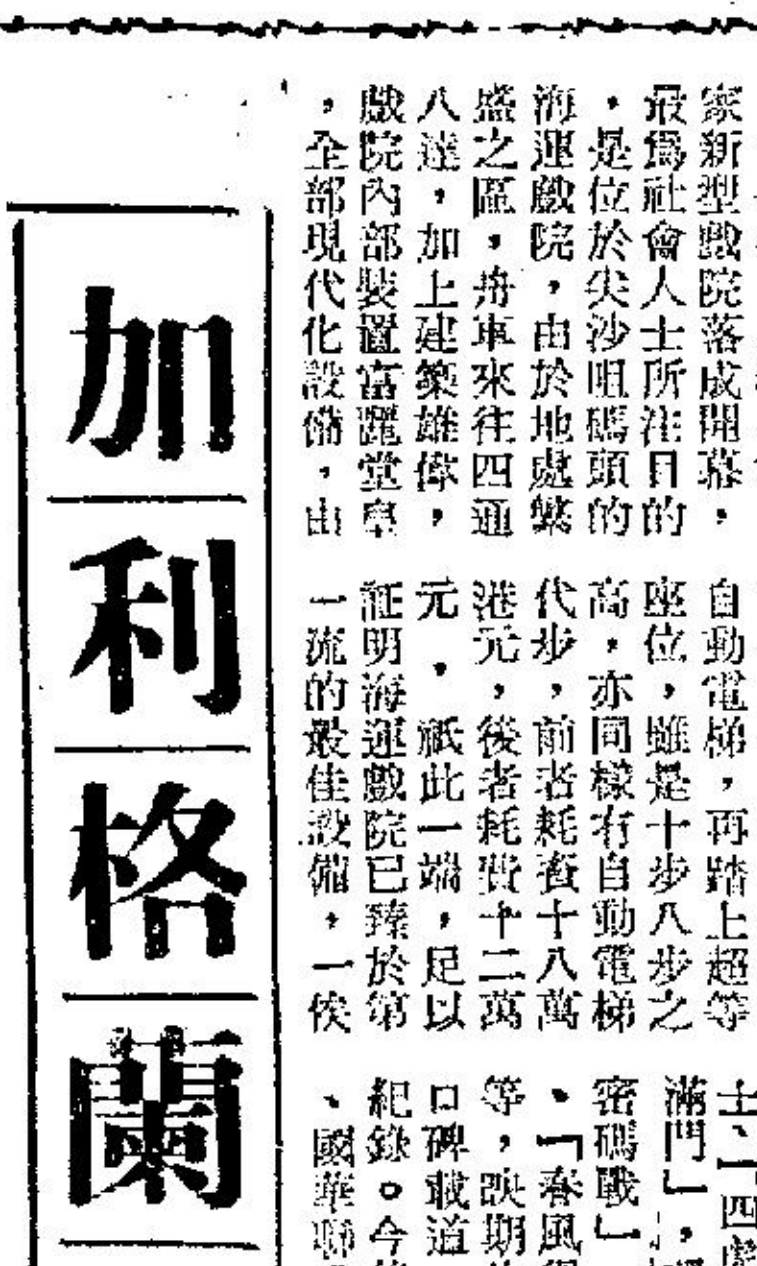 家新型戲院落成開幕，
最為社會人士所注目的
，是位於尖沙咀碼頭的
海運戲院，由於地處繁
盛之區，舟車來往四通
八達，加上建築雄偉，
戲院內部裝置富麗堂皇
，全部現代化設備，由
自動電梯，再踏上超等
座位，雖是十步八步之
高，亦同樣有自動電梯
代步，前者耗資十八萬
港元，後者耗費十二萬
元，祇此一端，足以
証明海運戲院已臻於第
一流的最佳設備，一俟
士、「四
滿門」，
密碼戰」
、「春風
等，映期
口碑載道
紀錄。今
、國華聯
加利格蘭